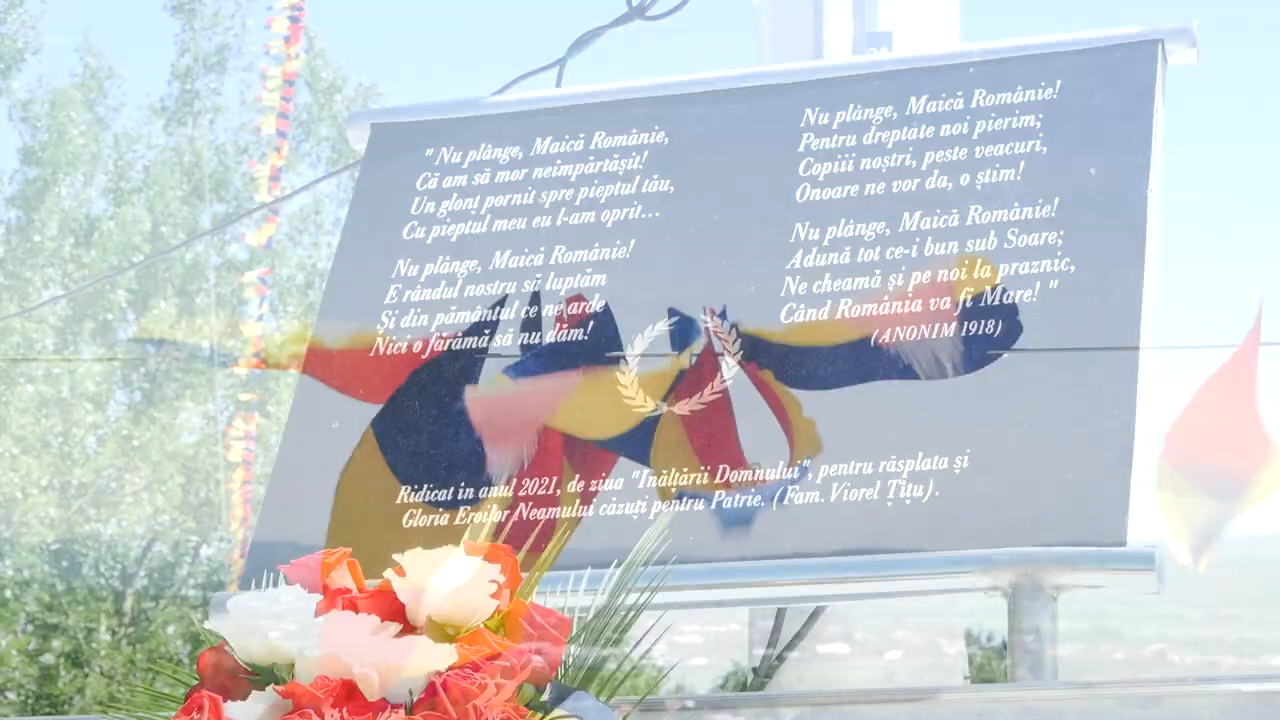 "Nu plânge, Maică Românie,
Că am să mor neîmpărtășit!
Un glonț pornit spre pieptul tău,
Cu pieptul meu eu l-am oprit...
Nu plânge, Maică Românie!
E rândul nostru să luptăm
Și din pământul ce ne arde
Nici o fărâmă să nu dăm!
Nu plânge, Maică Românie!
Pentru dreptate noi pierim;
Copiii noștri, peste veacuri,
Onoare ne vor da, o știm!
Nu plânge, Maică Românie!
Adună tot ce-i bun sub Soare;
Ne cheamă și pe noi la praznic,
Când România va fi Mare! "
(ANONIM 1918)
Ridicat în anul 2021, de ziua "Inălțării Domnului", pentru răsplata și
Gloria Eroilor Neamului căzuți pentru Patrie. (Fam. Viorel Țîțu).